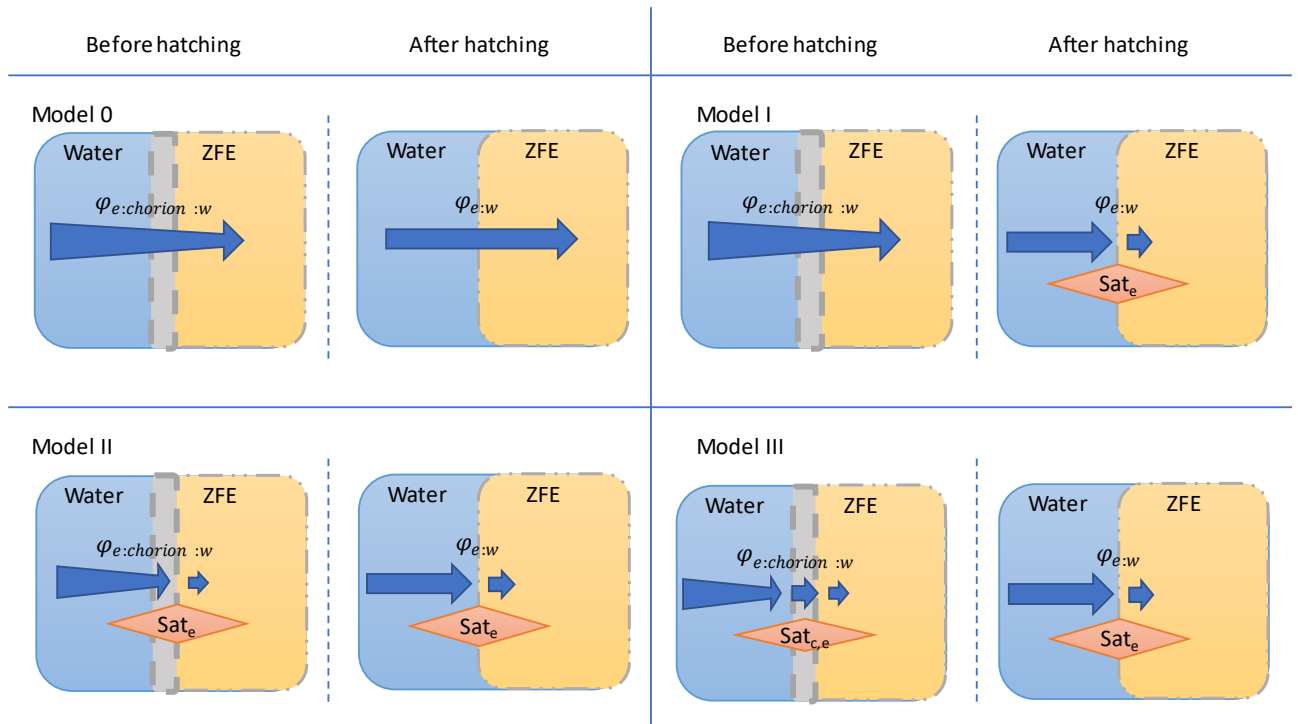 Before hatching After hatching Before hatching After hatching
Model 0
Water ZFE
φe:chorion :w
Water ZFE
φe:w
Model I
Water ZFE
φe:chorion :w
Water ZFE
φe:w
Sate
Model II
Water ZFE
φe:chorion :w
Sate
Water ZFE
φe:w
Sate
Model III
Water ZFE
φe:chorion :w
Satc,e
Water ZFE
φe:w
Sate